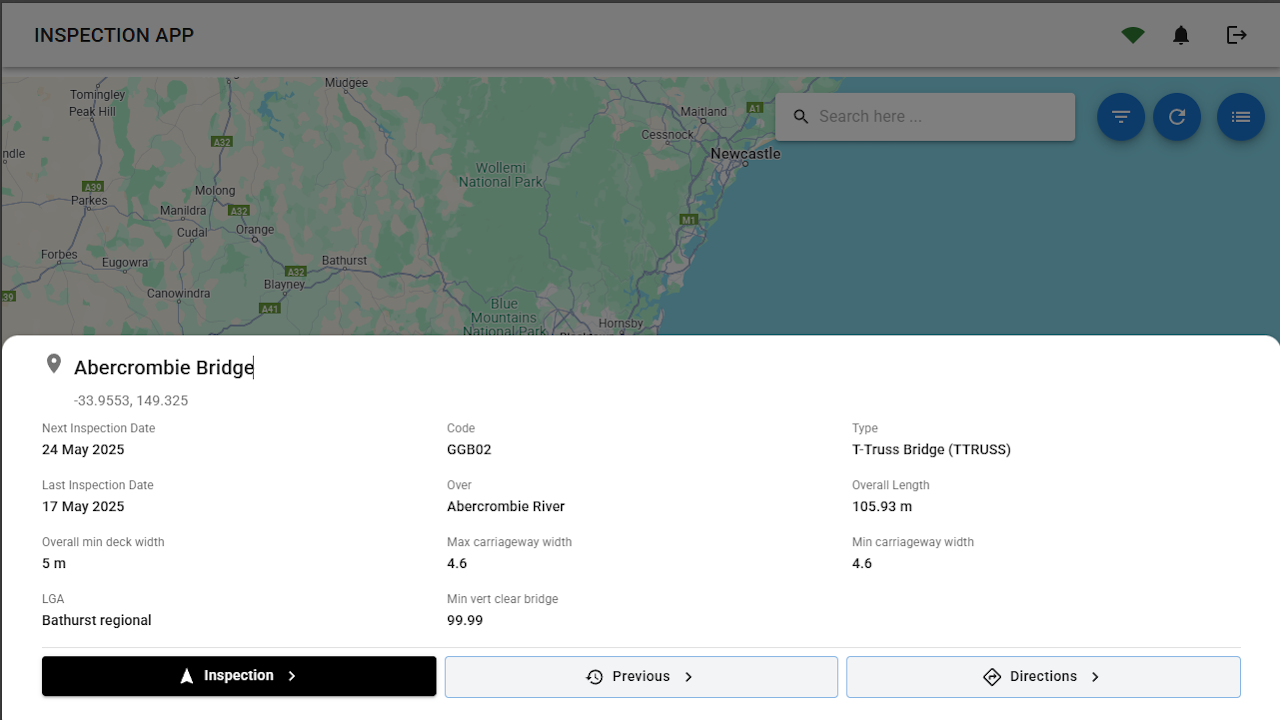 INSPECTION APP
Mudgee
Tomingley
Peak Hill
Maitland
A1
Search here ...
Cessnock
A32
ndle
Newcastle
Wollemi
National Park
A39
Parkes
Molong
Manildra
A32
M1
Cudal
Orange
Forbes
Eugowra
Bathurst
A32
Blayney
39
Canowindra
A41
Blue
Mountains
National Park
Hornsby
Abercrombie Bridge
-33.9553, 149.325
Next Inspection Date
Code
Type
24 May 2025
GGB02
T-Truss Bridge (TTRUSS)
Last Inspection Date
Over
Overall Length
17 May 2025
Abercrombie River
105.93 m
Overall min deck width
Max carriageway width
Min carriageway width
5 m
4.6
4.6
LGA
Min vert clear bridge
Bathurst regional
99.99
Inspection
Previous
Directions